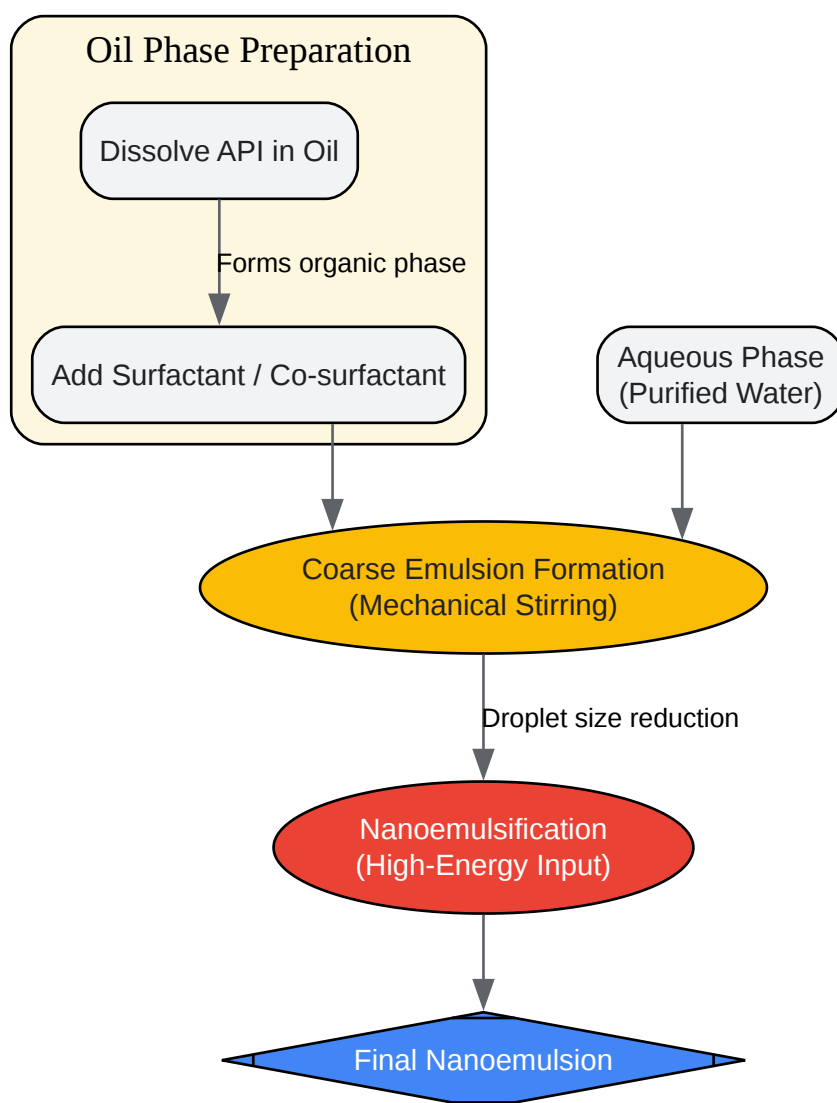 Oil Phase Preparation
Dissolve API in Oil
Forms organic phase
Add Surfactant / Co-surfactant
Aqueous Phase
(Purified Water)
Coarse Emulsion Formation
(Mechanical Stirring)
Droplet size reduction
Nanoemulsification
(High-Energy Input)
Final Nanoemulsion